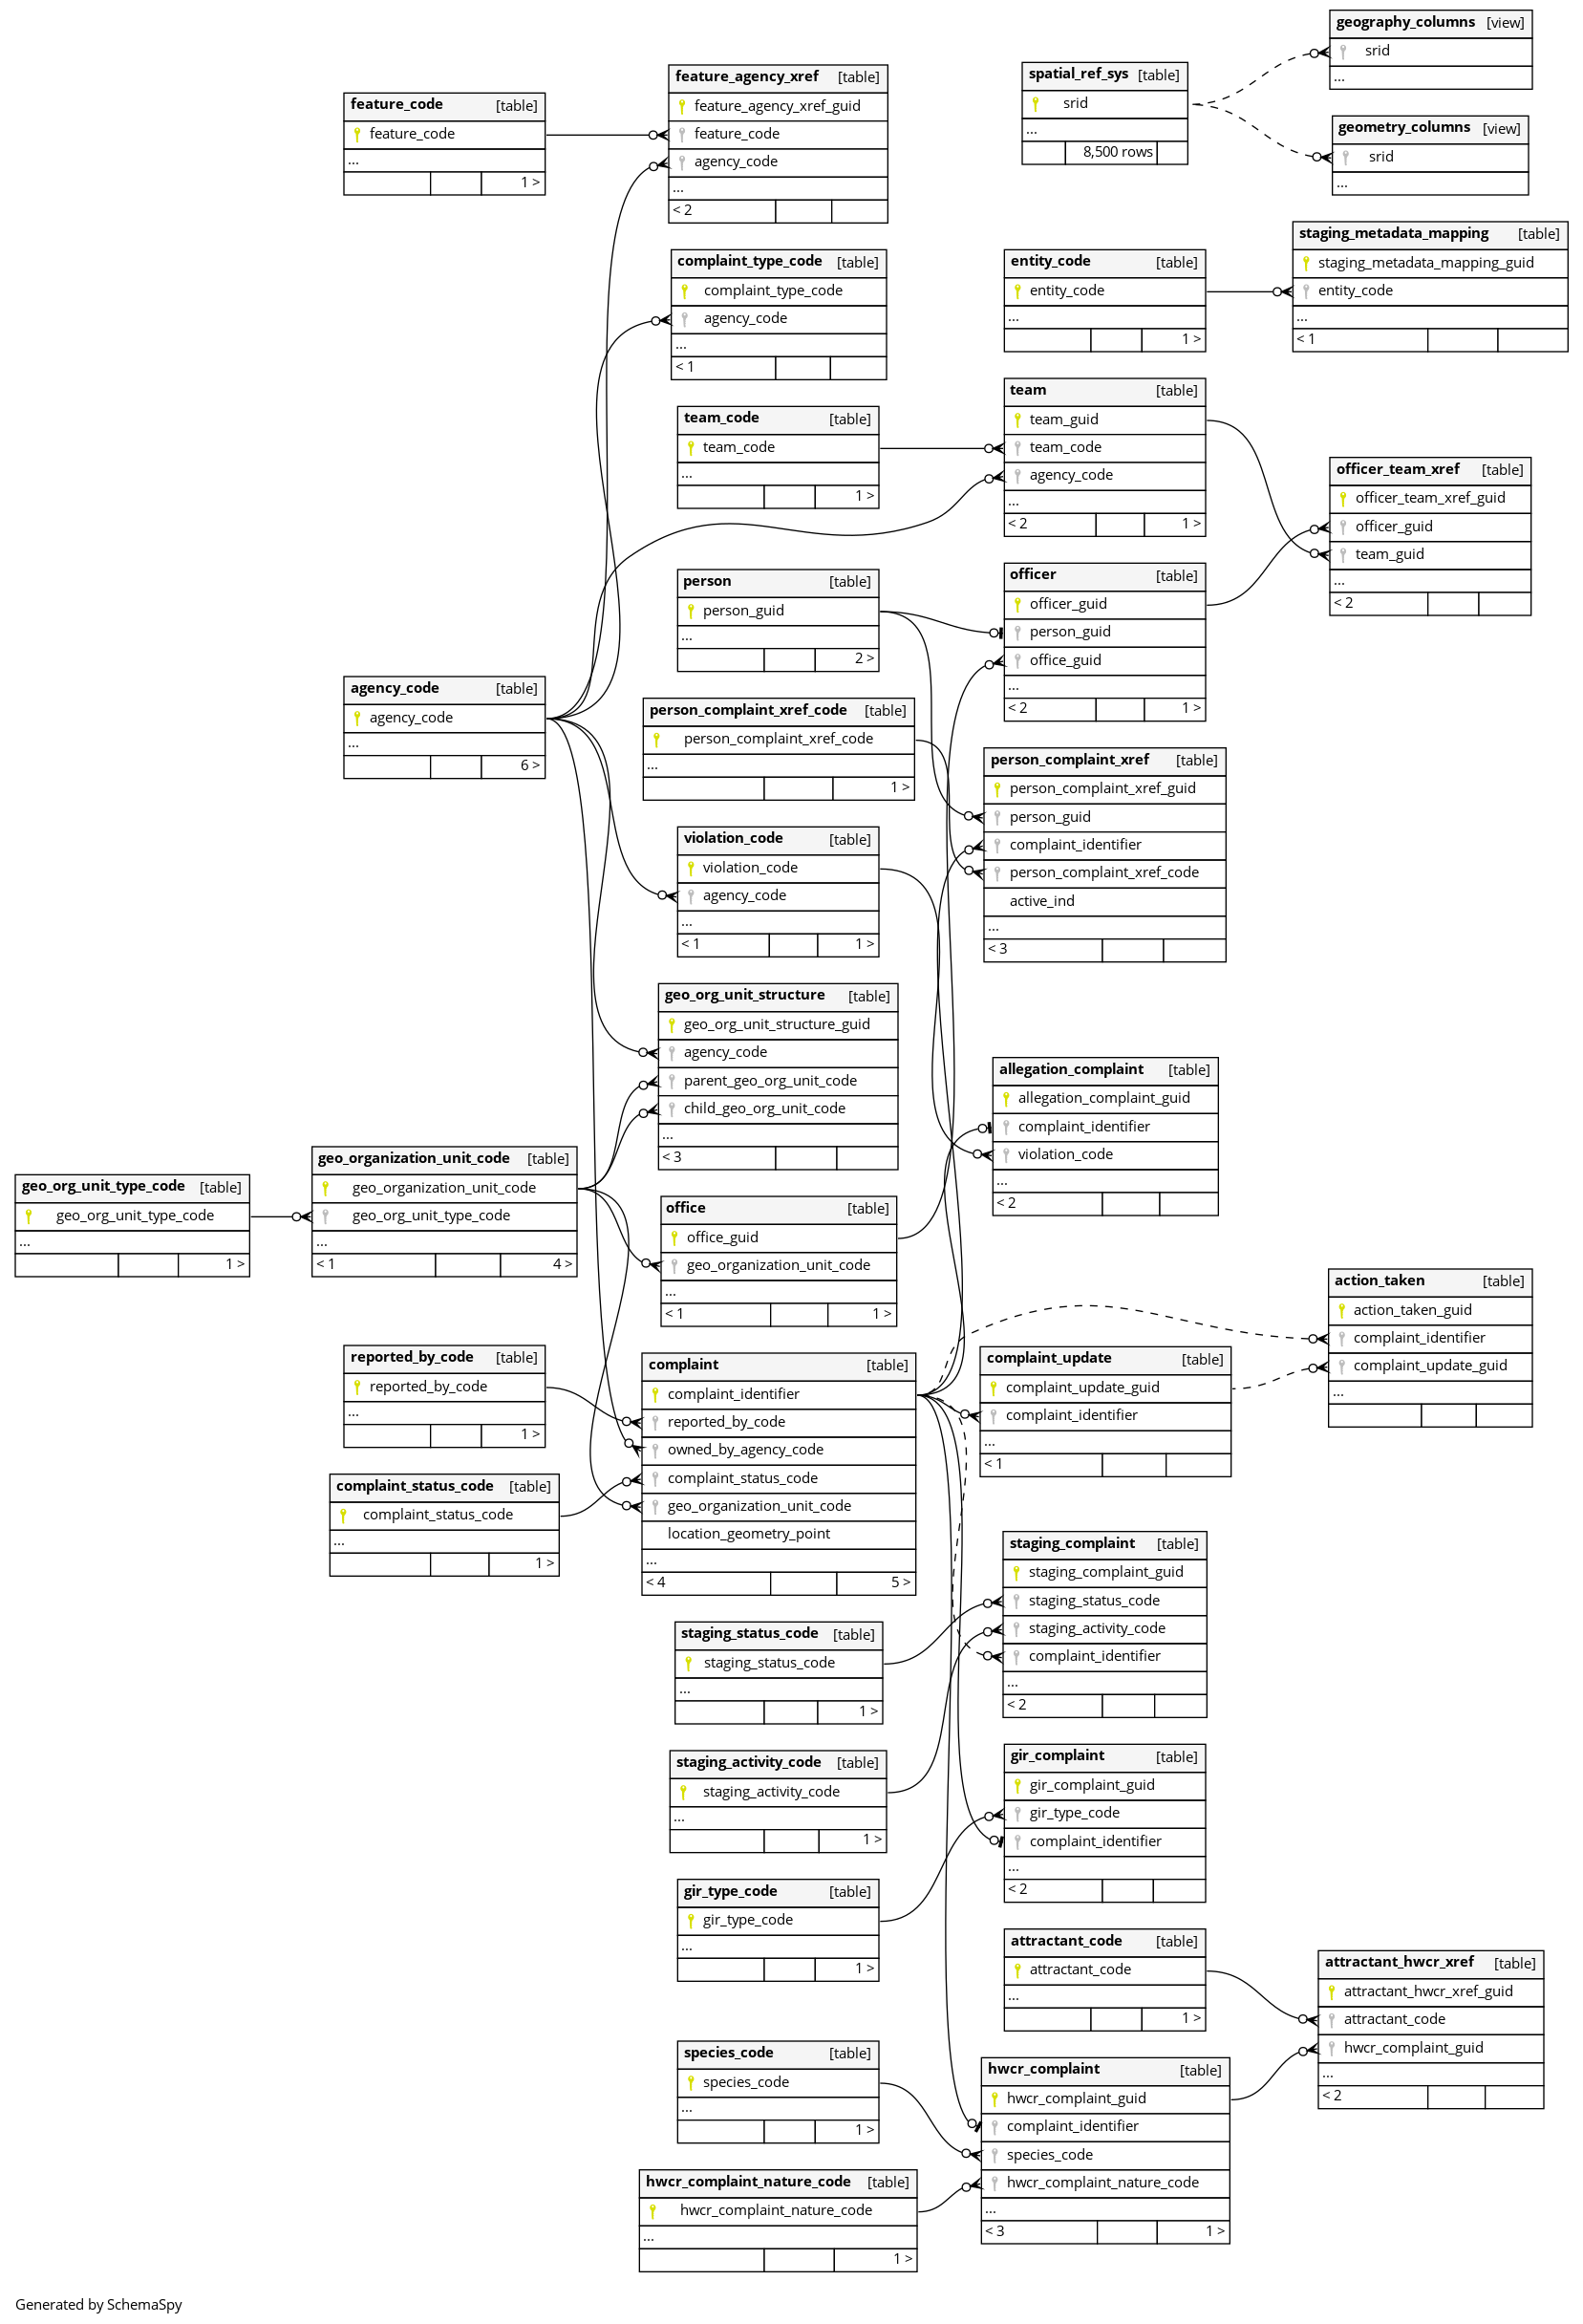 geography_columns [view]
srid
...
spatial_ref_sys [table]
srid
...
8,500 rows
geometry_columns [view]
srid
...
feature_code [table]
feature_code
...
1 >
feature_agency_xref [table]
feature_agency_xref_guid
feature_code
agency_code
...
< 2
staging_metadata_mapping [table]
staging_metadata_mapping_guid
entity_code
...
< 1
complaint_type_code [table]
complaint_type_code
agency_code
...
< 1
entity_code [table]
entity_code
...
1 >
team_code [table]
team_code
...
1 >
team [table]
team_guid
team_code
agency_code
...
< 2 1 >
officer_team_xref [table]
officer_team_xref_guid
officer_guid
team_guid
...
< 2
person [table]
person_guid
...
2 >
officer [table]
officer_guid
person_guid
office_guid
...
< 2 1 >
agency_code [table]
agency_code
...
6 >
person_complaint_xref_code [table]
person_complaint_xref_code
...
1 >
person_complaint_xref [table]
person_complaint_xref_guid
person_guid
complaint_identifier
person_complaint_xref_code
active_ind
...
< 3
violation_code [table]
violation_code
agency_code
...
< 1 1 >
geo_org_unit_structure [table]
geo_org_unit_structure_guid
agency_code
parent_geo_org_unit_code
child_geo_org_unit_code
...
< 3
allegation_complaint [table]
allegation_complaint_guid
complaint_identifier
violation_code
...
< 2
geo_org_unit_type_code [table]
geo_org_unit_type_code
...
1 >
geo_organization_unit_code [table]
geo_organization_unit_code
geo_org_unit_type_code
...
< 1 4 >
office [table]
office_guid
geo_organization_unit_code
...
< 1 1 >
action_taken [table]
action_taken_guid
complaint_identifier
complaint_update_guid
...
reported_by_code [table]
reported_by_code
...
1 >
complaint [table]
complaint_identifier
reported_by_code
owned_by_agency_code
complaint_status_code
geo_organization_unit_code
location_geometry_point
...
< 4 5 >
complaint_update [table]
complaint_update_guid
complaint_identifier
...
< 1
complaint_status_code [table]
complaint_status_code
...
1 >
staging_complaint [table]
staging_complaint_guid
staging_status_code
staging_activity_code
complaint_identifier
...
< 2
staging_status_code [table]
staging_status_code
...
1 >
staging_activity_code [table]
staging_activity_code
...
1 >
gir_complaint [table]
gir_complaint_guid
gir_type_code
complaint_identifier
...
< 2
gir_type_code [table]
gir_type_code
...
1 >
attractant_code [table]
attractant_code
...
1 >
attractant_hwcr_xref [table]
attractant_hwcr_xref_guid
attractant_code
hwcr_complaint_guid
...
< 2
species_code [table]
species_code
...
1 >
hwcr_complaint [table]
hwcr_complaint_guid
complaint_identifier
species_code
hwcr_complaint_nature_code
...
< 3 1 >
hwcr_complaint_nature_code [table]
hwcr_complaint_nature_code
...
1 >
Generated by SchemaSpy